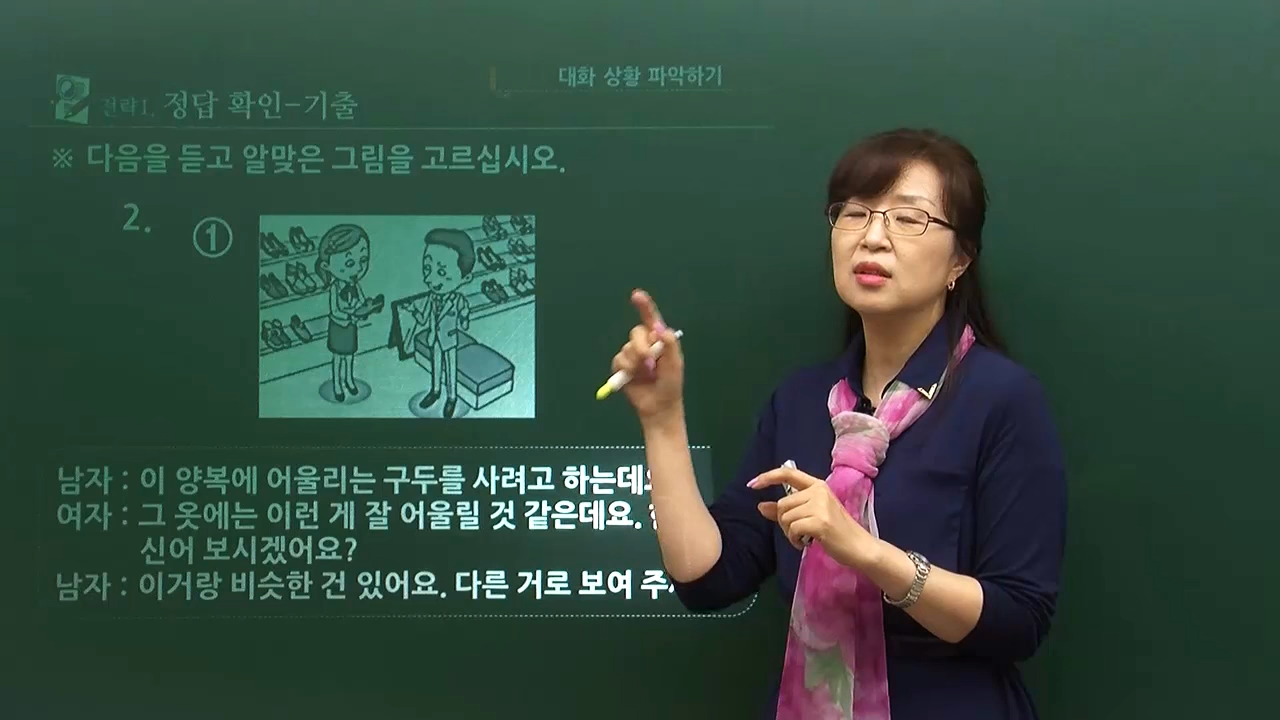 대화 상황 파악하기
전략1. 정답 확인-기출
※ 다음을 듣고 알맞은 그림을 고르십시오.
2. ①
남자 : 이 양복에 어울리는 구두를 사려고 하는데
여자 : 그 옷에는 이런 게 잘 어울릴 것 같은데요.
신어 보시겠어요?
남자 : 이거랑 비슷한 건 있어요. 다른 거로 보여